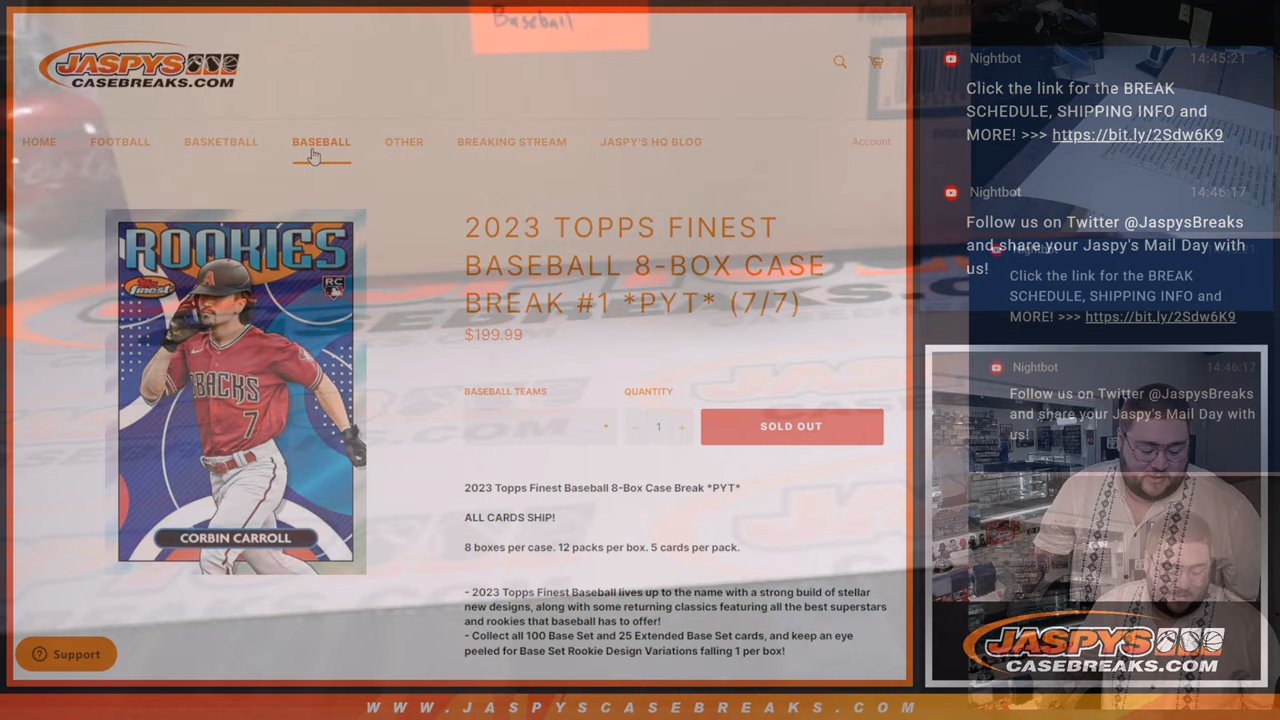 Baseball
JASPYS
CASEBREAKS.COM
HOME FOOTBALL BASKETBALL BASEBALL OTHER BREAKING STREAM JASPY'S HQ BLOG Account
ROOKIES
finest
RC
7
CORBIN CARROLL
2023 TOPPS FINEST
BASEBALL 8-BOX CASE
BREAK #1 *PYT* (7/7)
$199.99
BASEBALL TEAMS QUANTITY
1 + SOLD OUT
2023 Topps Finest Baseball 8-Box Case Break *PYT*
ALL CARDS SHIP!
8 boxes per case. 12 packs per box. 5 cards per pack.
- 2023 Topps Finest Baseball lives up to the name with a strong build of stellar
new designs, along with some returning classics featuring all the best superstars
and rookies that baseball has to offer!
- Collect all 100 Base Set and 25 Extended Base Set cards, and keep an eye
peeled for Base Set Rookie Design Variations falling 1 per box!
Support
Nightbot 14:45:21
Click the link for the BREAK
SCHEDULE, SHIPPING INFO and
MORE! >>> https://bit.ly/2Sdw6K9
Nightbot 14:46:17
Follow us on Twitter @JaspysBreaks
and share your Jaspy's Mail Day with
us!
Nightbot
Click the link for the BREAK
SCHEDULE, SHIPPING INFO and
MORE! >>> https://bit.ly/2Sdw6K9
Nightbot 14:46:17
Follow us on Twitter @JaspysBreaks
and share your Jaspy's Mail Day with
us!
JASPYS
CASEBREAKS.COM
WWW.JASPYSCASEBREAKS.COM